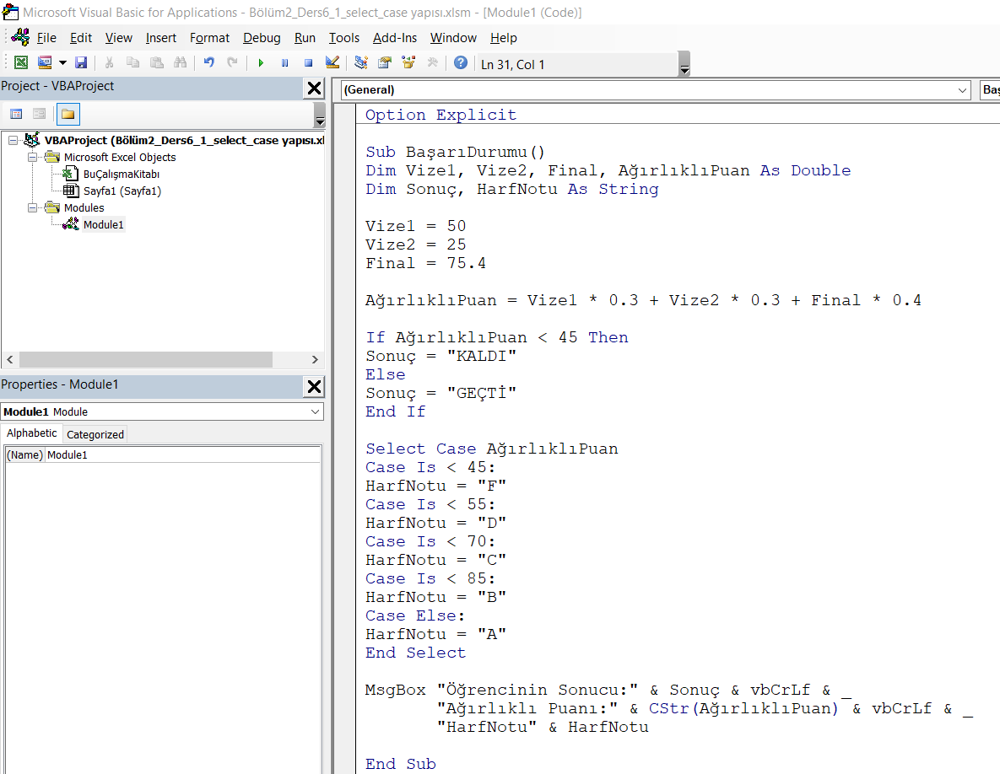 Microsoft Visual Basic for Applications - Bölüm2_Ders6_1_select_case yapısı.xlsm - [Module1 (Code)]
File Edit View Insert Format Debug Run Tools Add-Ins Window Help
Ln 31, Col 1
Project - VBAProject
VBAProject (Bölüm2_Ders6_1_select_case yapısı.xl
Microsoft Excel Objects
BuÇalışmaKitabı
Sayfa1 (Sayfa1)
Modules
Module1
Properties - Module1
Module1 Module
Alphabetic Categorized
(Name) Module1
(General)
Baş
Option Explicit
Sub BaşarıDurumu()
Dim Vize1, Vize2, Final, AğırlıklıPuan As Double
Dim Sonuç, HarfNotu As String
Vize1 = 50
Vize2 = 25
Final = 75.4
AğırlıklıPuan = Vize1 * 0.3 + Vize2 * 0.3 + Final * 0.4
If AğırlıklıPuan < 45 Then
Sonuç = "KALDI"
Else
Sonuç = "GEÇTİ"
End If
Select Case AğırlıklıPuan
Case Is < 45:
HarfNotu = "F"
Case Is < 55:
HarfNotu = "D"
Case Is < 70:
HarfNotu = "C"
Case Is < 85:
HarfNotu = "B"
Case Else:
HarfNotu = "A"
End Select
MsgBox "Öğrencinin Sonucu:" & Sonuç & vbCrLf & _
"Ağırlıklı Puanı:" & CStr(AğırlıklıPuan) & vbCrLf & _
"HarfNotu" & HarfNotu
End Sub